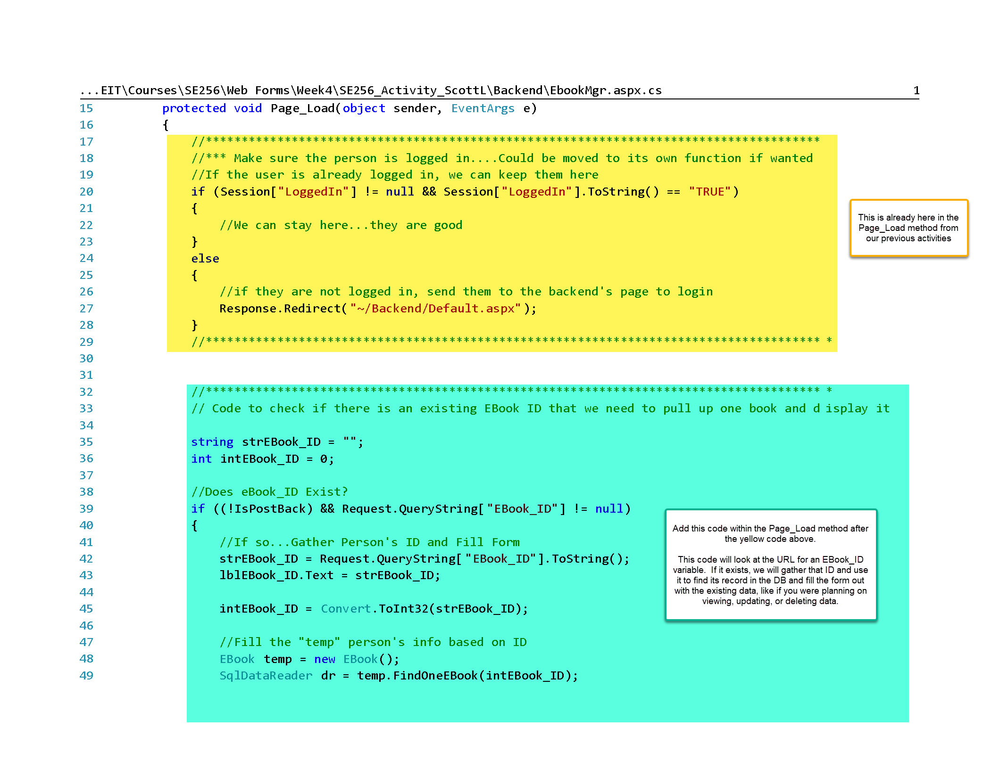 ...EIT\Courses\SE256\Web Forms\Week4\SE256_Activity_ScottL\Backend\EbookMgr.aspx.cs 1
15 protected void Page_Load(object sender, EventArgs e)
16 {
17 //**************************************************************************************
18 //*** Make sure the person is logged in....Could be moved to its own function if wanted
19 //If the user is already logged in, we can keep them here
20 if (Session["LoggedIn"] != null && Session["LoggedIn"].ToString() == "TRUE")
21 {
22 //We can stay here...they are good
23 }
24 else
25 {
26 //if they are not logged in, send them to the backend's page to login
27 Response.Redirect("~/Backend/Default.aspx");
28 }
29 //************************************************************************************** *
30
31
This is already here in the
Page_Load method from
our previous activities
32 //************************************************************************************** *
33 // Code to check if there is an existing EBook ID that we need to pull up one book and d isplay it
34
35 string strEBook_ID = "";
36 int intEBook_ID = 0;
37
38 //Does eBook_ID Exist?
39 if ((!IsPostBack) && Request.QueryString["EBook_ID"] != null)
40 {
41 //If so...Gather Person's ID and Fill Form
42 strEBook_ID = Request.QueryString["EBook_ID"].ToString();
43 lblEBook_ID.Text = strEBook_ID;
44
45 intEBook_ID = Convert.ToInt32(strEBook_ID);
46
47 //Fill the "temp" person's info based on ID
48 EBook temp = new EBook();
49 SqlDataReader dr = temp.FindOneEBook(intEBook_ID);
Add this code within the Page_Load method after
the yellow code above.
This code will look at the URL for an EBook_ID
variable. If it exists, we will gather that ID and use
it to find its record in the DB and fill the form out
with the existing data, like if you were planning on
viewing, updating, or deleting data.